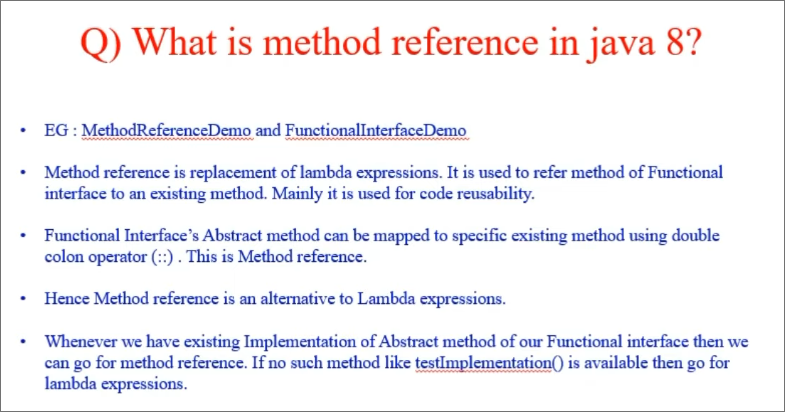 Q) What is method reference in java 8?
• EG : MethodReferenceDemo and FunctionalInterfaceDemo
• Method reference is replacement of lambda expressions. It is used to refer method of Functional
interface to an existing method. Mainly it is used for code reusability.
• Functional Interface's Abstract method can be mapped to specific existing method using double
colon operator (::) . This is Method reference.
• Hence Method reference is an alternative to Lambda expressions.
• Whenever we have existing Implementation of Abstract method of our Functional interface then we
can go for method reference. If no such method like testImplementation() is available then go for
lambda expressions.